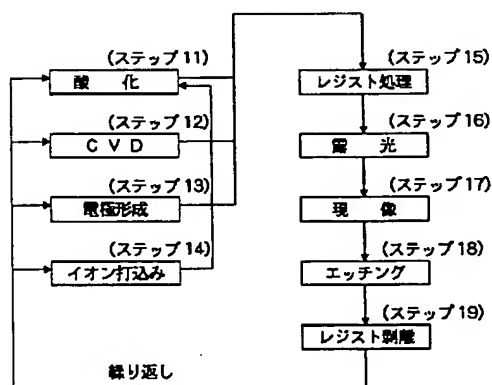 (ステップ11)
酸 化
(ステップ12)
C V D
(ステップ13)
電極形成
(ステップ14)
イオン打込み
(ステップ15)
レジスト処理
(ステップ16)
露 光
(ステップ17)
現 像
(ステップ18)
エッチング
(ステップ19)
レジスト剥離
繰り返し